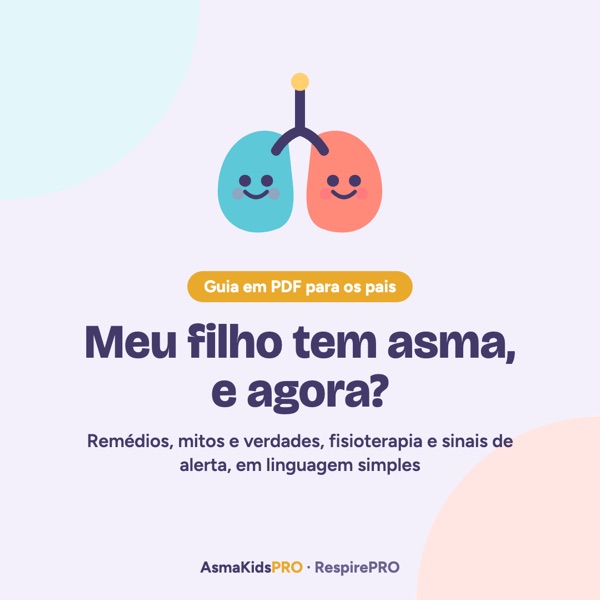 Guia em PDF para os pais
Meu filho tem asma,
e agora?
Remédios, mitos e verdades, fisioterapia e sinais de
alerta, em linguagem simples
AsmaKidsPRO · RespirePRO